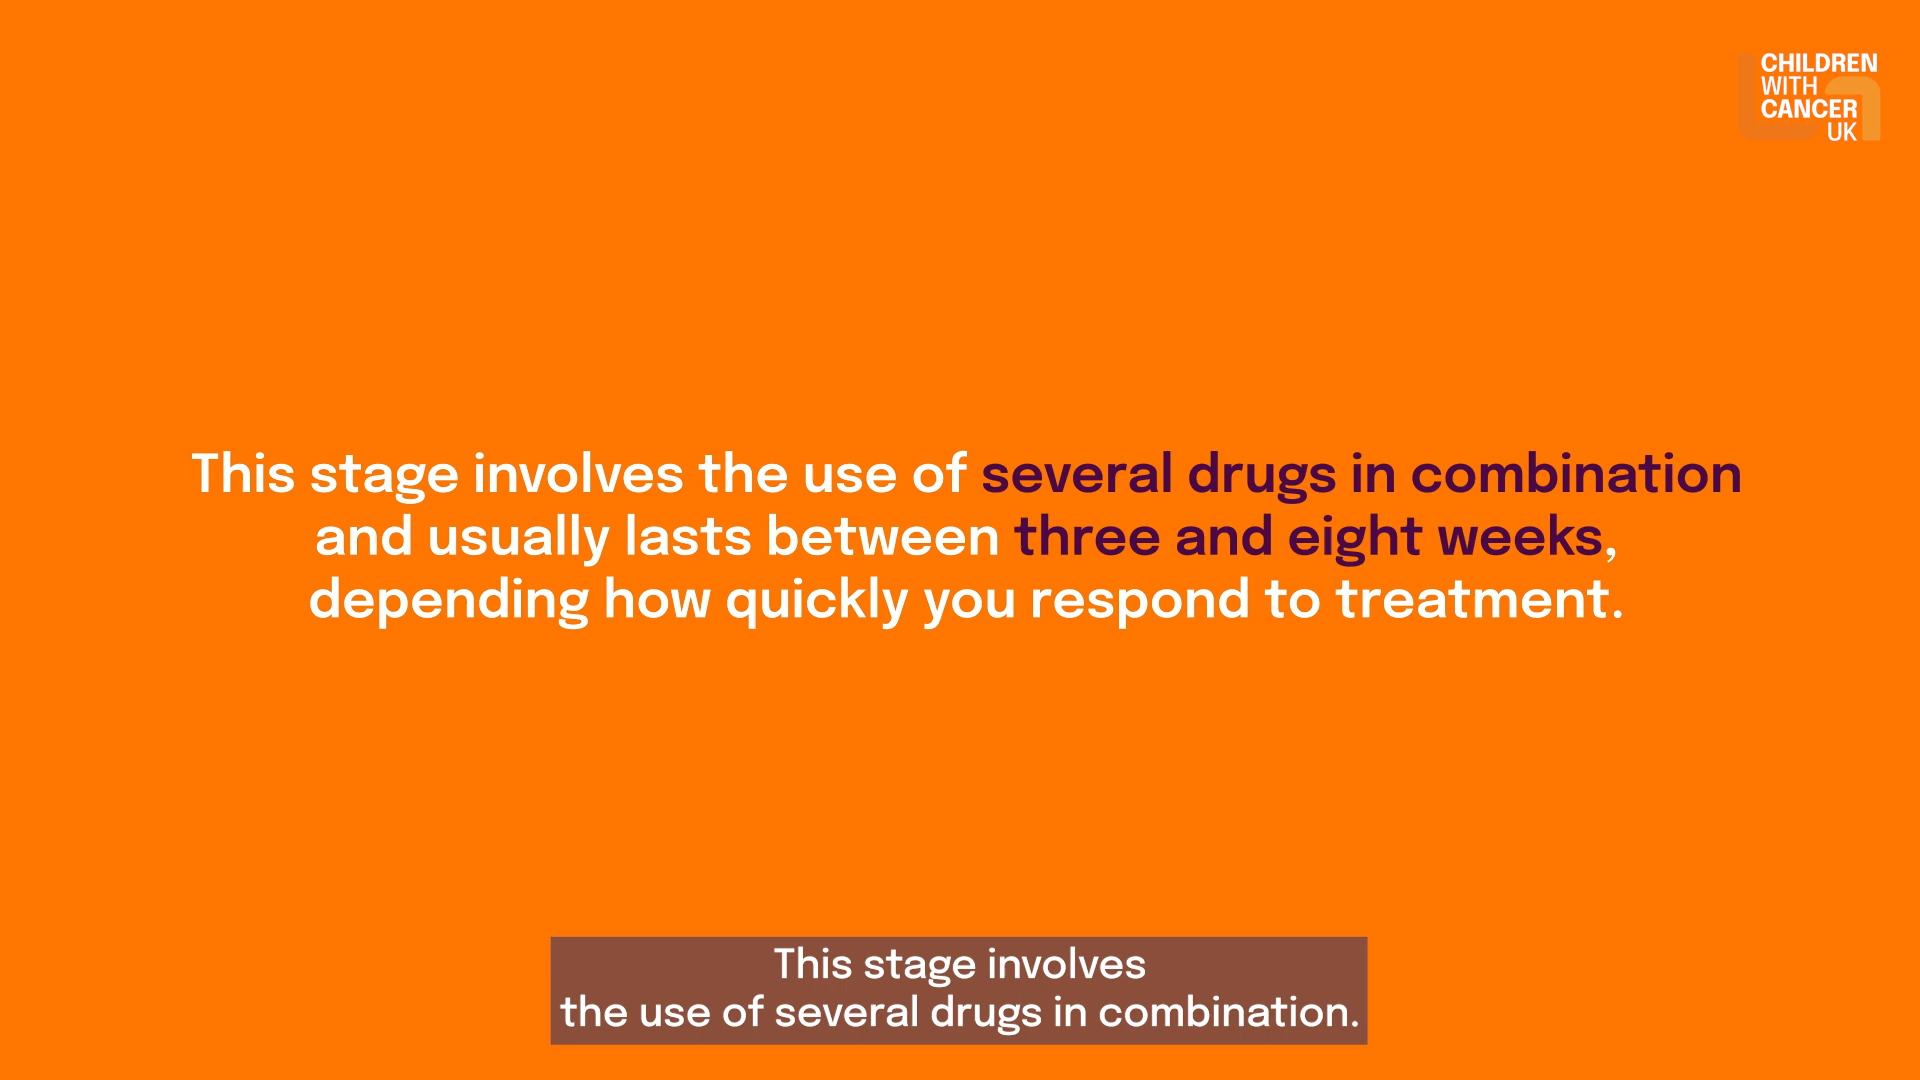 CHILDREN
WITH
CANCER
UK
This stage involves the use of several drugs in combination
and usually lasts between three and eight weeks,
depending how quickly you respond to treatment.
This stage involves
the use of several drugs in combination.